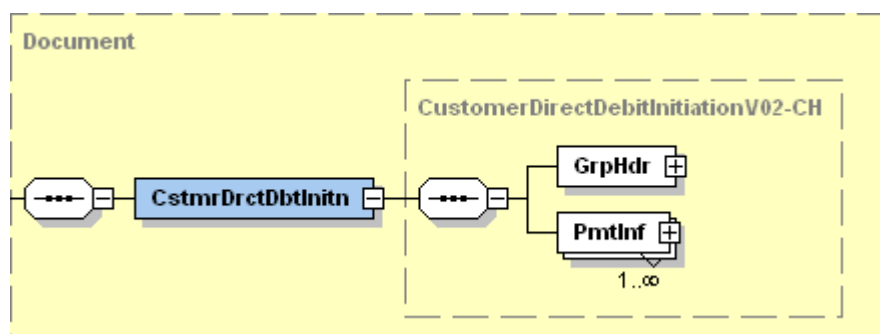 Document
CustomerDirectDebitInitiationV02-CH
GrpHdr
CstmrDrctDbtInitn
PmtInf
1..∞